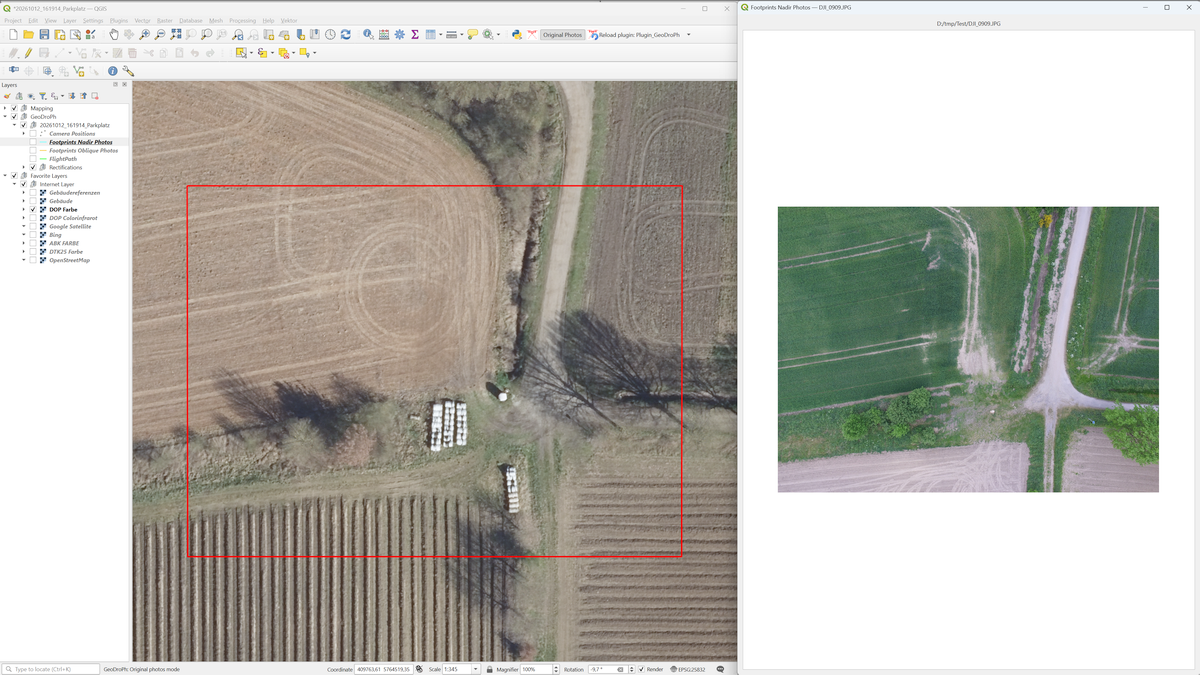 *20261012_161914_Parkplatz — QGIS
Project Edit View Layer Settings Plugins Vector Raster Database Mesh Processing Help Vektor
Original Photos
Reload plugin: Plugin_GeoDroPh
Layers
Mapping
GeoDroPh
20261012_161914_Parkplatz
Camera Positions
Footprints Nadir Photos
Footprints Oblique Photos
FlightPath
Rectifications
Favorite Layers
Internet Layer
Gebäudereferenzen
Gebäude
DOP Farbe
DOP Colorinfrarot
Google Satellite
Bing
ABK FARBE
DTK25 Farbe
OpenStreetMap
Type to locate (Ctrl+K)
GeoDroPh: Original photos mode
Coordinate 409763,61 5764519,35
Scale 1:345
Magnifier 100%
Rotation -9,7 °
Render
EPSG:25832
Footprints Nadir Photos — DJI_0909.JPG
D:/tmp/Test/DJI_0909.JPG